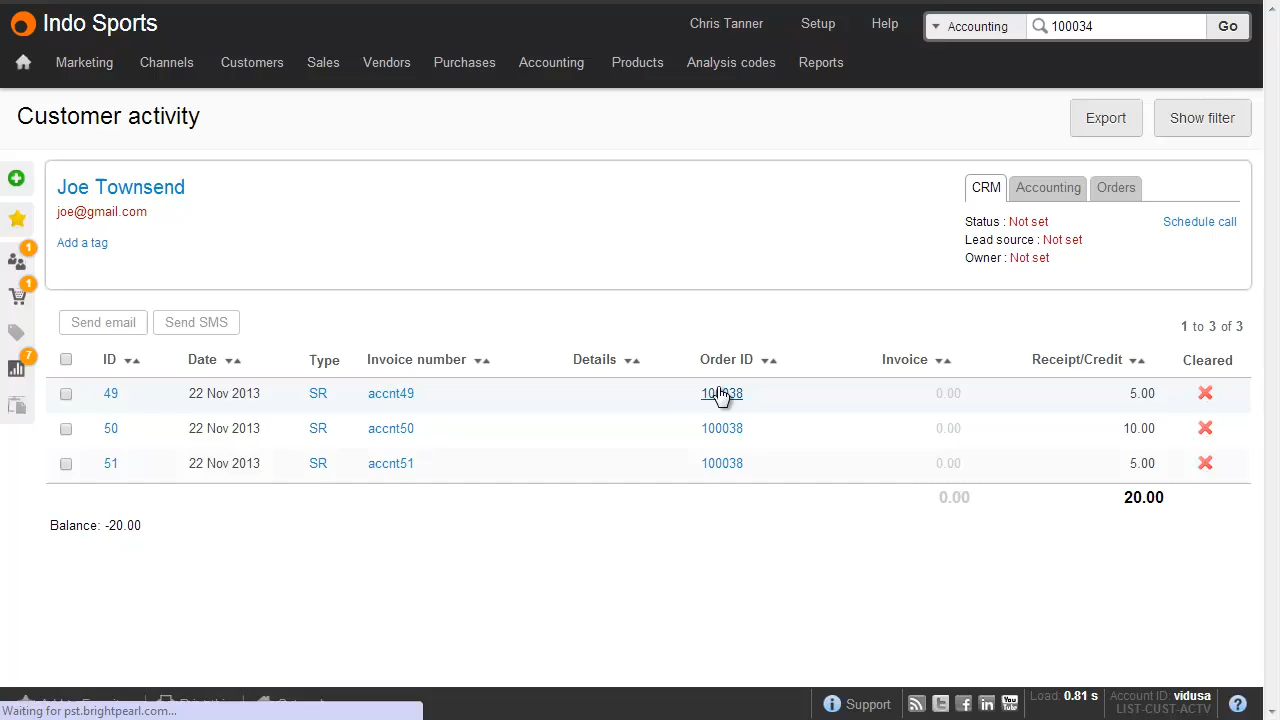 Indo Sports
Chris Tanner Setup Help Accounting 100034 Go
Marketing Channels Customers Sales Vendors Purchases Accounting Products Analysis codes Reports
Customer activity
Export Show filter
Joe Townsend
joe@gmail.com
Add a tag
CRM Accounting Orders
Status : Not set Schedule call
Lead source : Not set
Owner : Not set
1
1
7
Send email Send SMS
1 to 3 of 3
ID Date Type Invoice number Details Order ID Invoice Receipt/Credit Cleared
49 22 Nov 2013 SR accnt49 100038 0.00 5.00
50 22 Nov 2013 SR accnt50 100038 0.00 10.00
51 22 Nov 2013 SR accnt51 100038 0.00 5.00
0.00 20.00
Balance: -20.00
Support You Tube Load: 0.81 s Account ID: vidusa
LIST-CUST-ACTV
Waiting for pst.brightpearl.com...